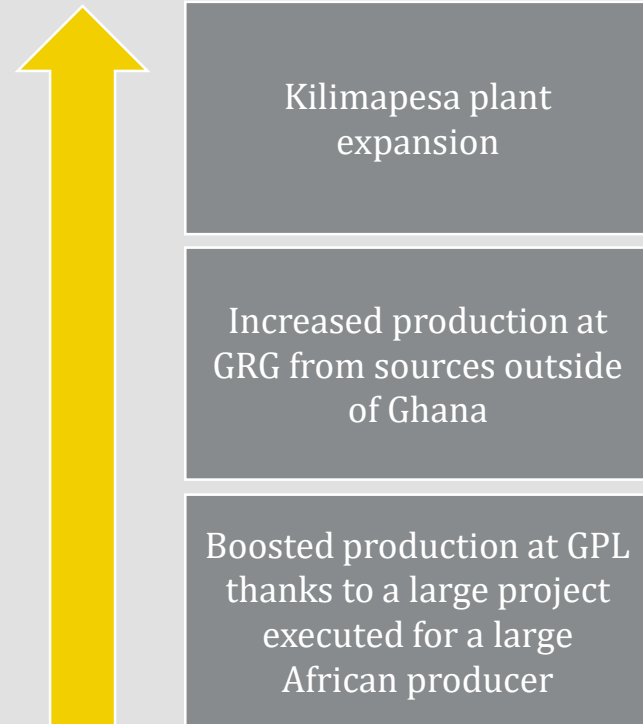 Kilimapesa plant
expansion
Increased production at
GRG from sources outside
of Ghana
Boosted production at GPL
thanks to a large project
executed for a large
African producer